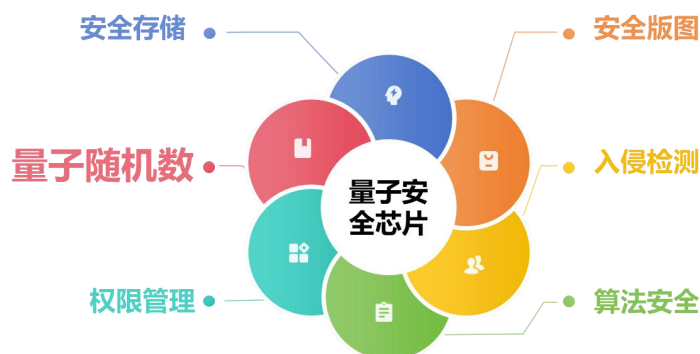 安全存储
安全版图
量子随机数
入侵检测
量子安
全芯片
权限管理
算法安全